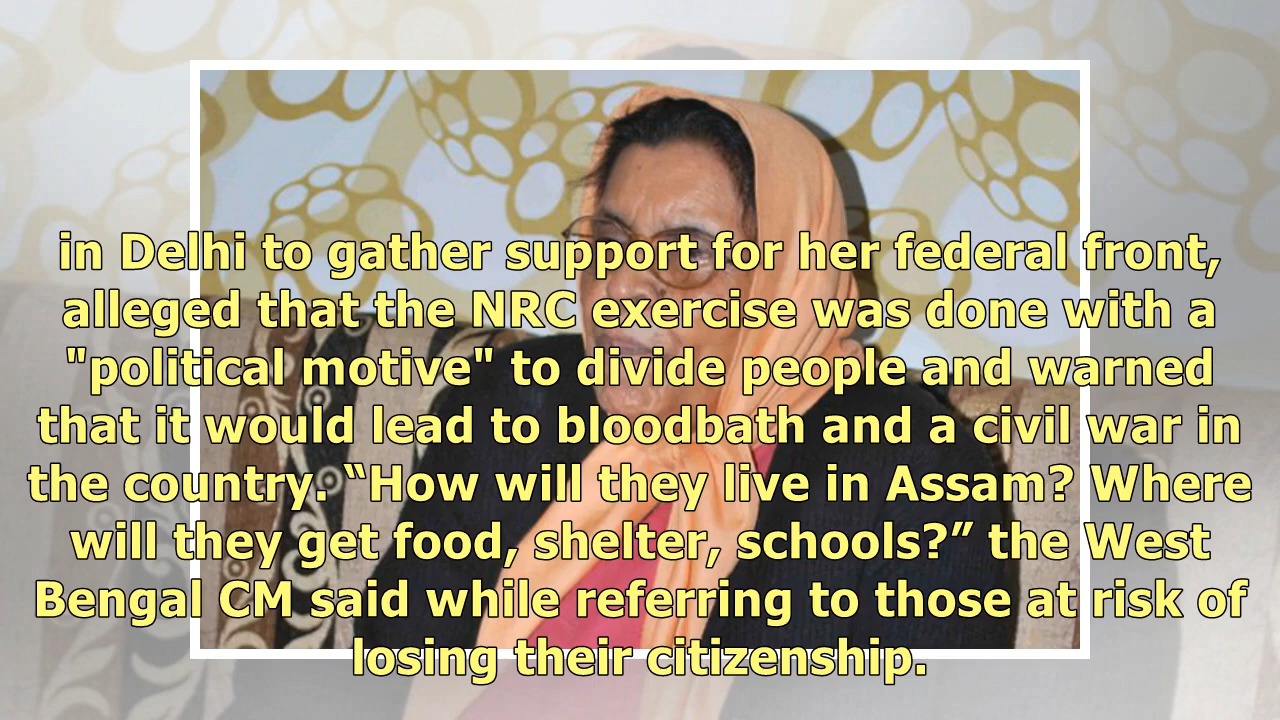 in Delhi to gather support for her federal front,
alleged that the NRC exercise was done with a
"political motive" to divide people and warned
that it would lead to bloodbath and a civil war in
the country. “How will they live in Assam? Where
will they get food, shelter, schools?” the West
Bengal CM said while referring to those at risk of
losing their citizenship.